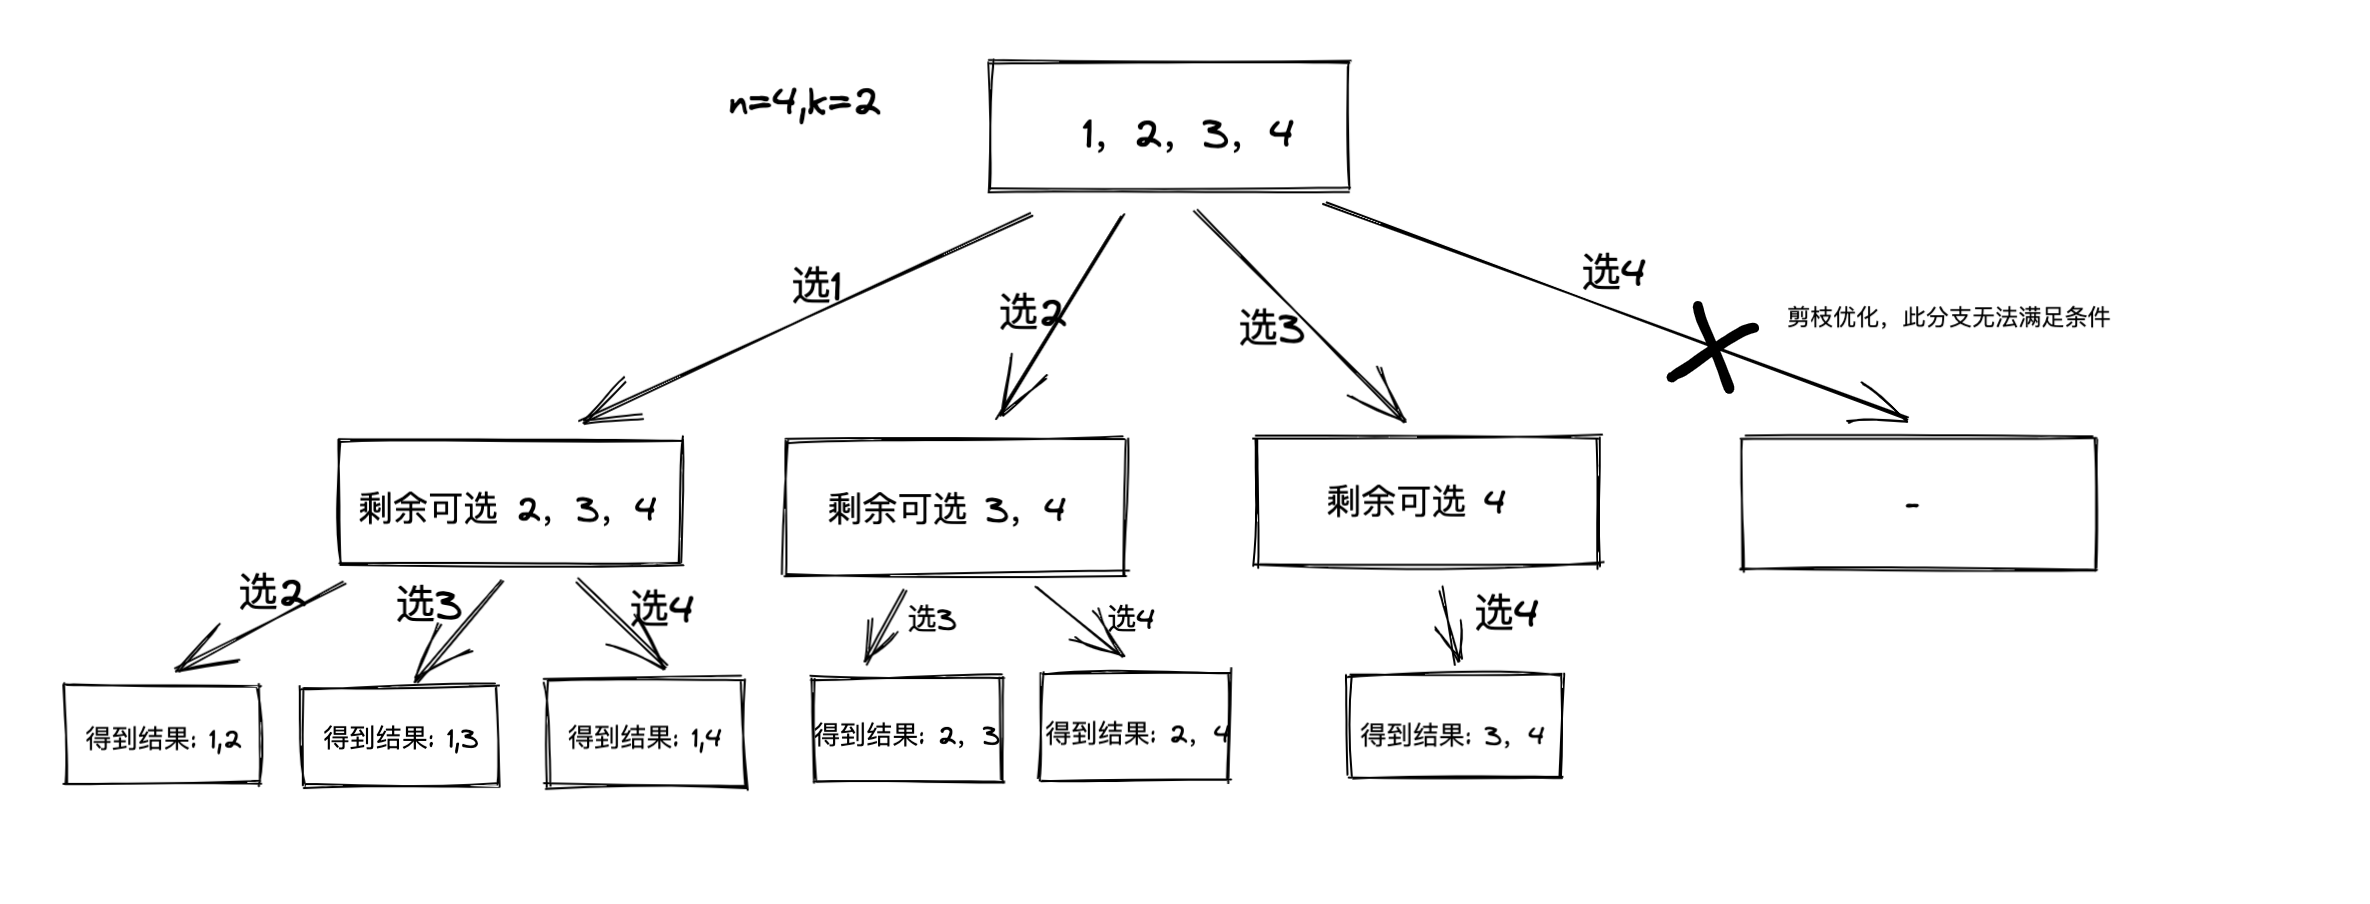 n=4,k=2
1, 2, 3, 4
选1
选2
选3
选4
剪枝优化，此分支无法满足条件
剩余可选 2, 3, 4
剩余可选 3, 4
剩余可选 4
-
选2
选3
选4
选3
选4
选4
得到结果: 1,2
得到结果: 1,3
得到结果: 1,4
得到结果: 2, 3
得到结果: 2, 4
得到结果: 3, 4